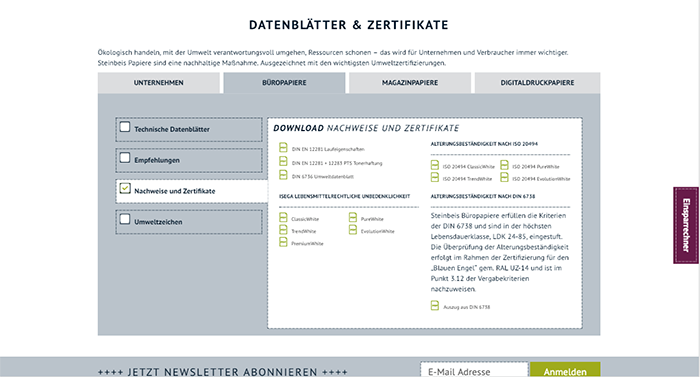 DATENBLÄTTER & ZERTIFIKATE
Ökologisch handeln, mit der Umwelt verantwortungsvoll umgehen, Ressourcen schonen – das wird für Unternehmen und Verbraucher immer wichtiger.
Steinbeis Papiere sind eine nachhaltige Maßnahme. Ausgezeichnet mit den wichtigsten Umweltzertifizierungen.
UNTERNEHMEN
BÜROPAPIERE
MAGAZINPAPIERE
DIGITALDRUCKPAPIERE
Technische Datenblätter
Empfehlungen
Nachweise und Zertifikate
Umweltzeichen
DOWNLOAD NACHWEISE UND ZERTIFIKATE
DIN EN 12281 Laufeigenschaften
DIN EN 12281 + 12283 PTS Tonerhaftung
DIN 6736 Umweltdatenblatt
ISEGA LEBENSMITTELRECHTLICHE UNBEDENKLICHKEIT
ClassicWhite
PureWhite
TrendWhite
EvolutionWhite
PremiumWhite
ALTERUNGSBESTÄNDIGKEIT NACH ISO 20494
ISO 20494 ClassicWhite
ISO 20494 PureWhite
ISO 20494 TrendWhite
ISO 20494 EvolutionWhite
ALTERUNGSBESTÄNDIGKEIT NACH DIN 6738
Steinbeis Büropapiere erfüllen die Kriterien
der DIN 6738 und sind in der höchsten
Lebensdauerklasse, LDK 24-85, eingestuft.
Die Überprüfung der Alterungsbeständigkeit
erfolgt im Rahmen der Zertifizierung für den
„Blauen Engel" gem. RAL UZ-14 und ist im
Punkt 3.12 der Vergabekriterien
nachzuweisen.
Auszug aus DIN 6738
Einsparrechner
++++ JETZT NEWSLETTER ABONNIEREN ++++
E-Mail Adresse
Anmelden